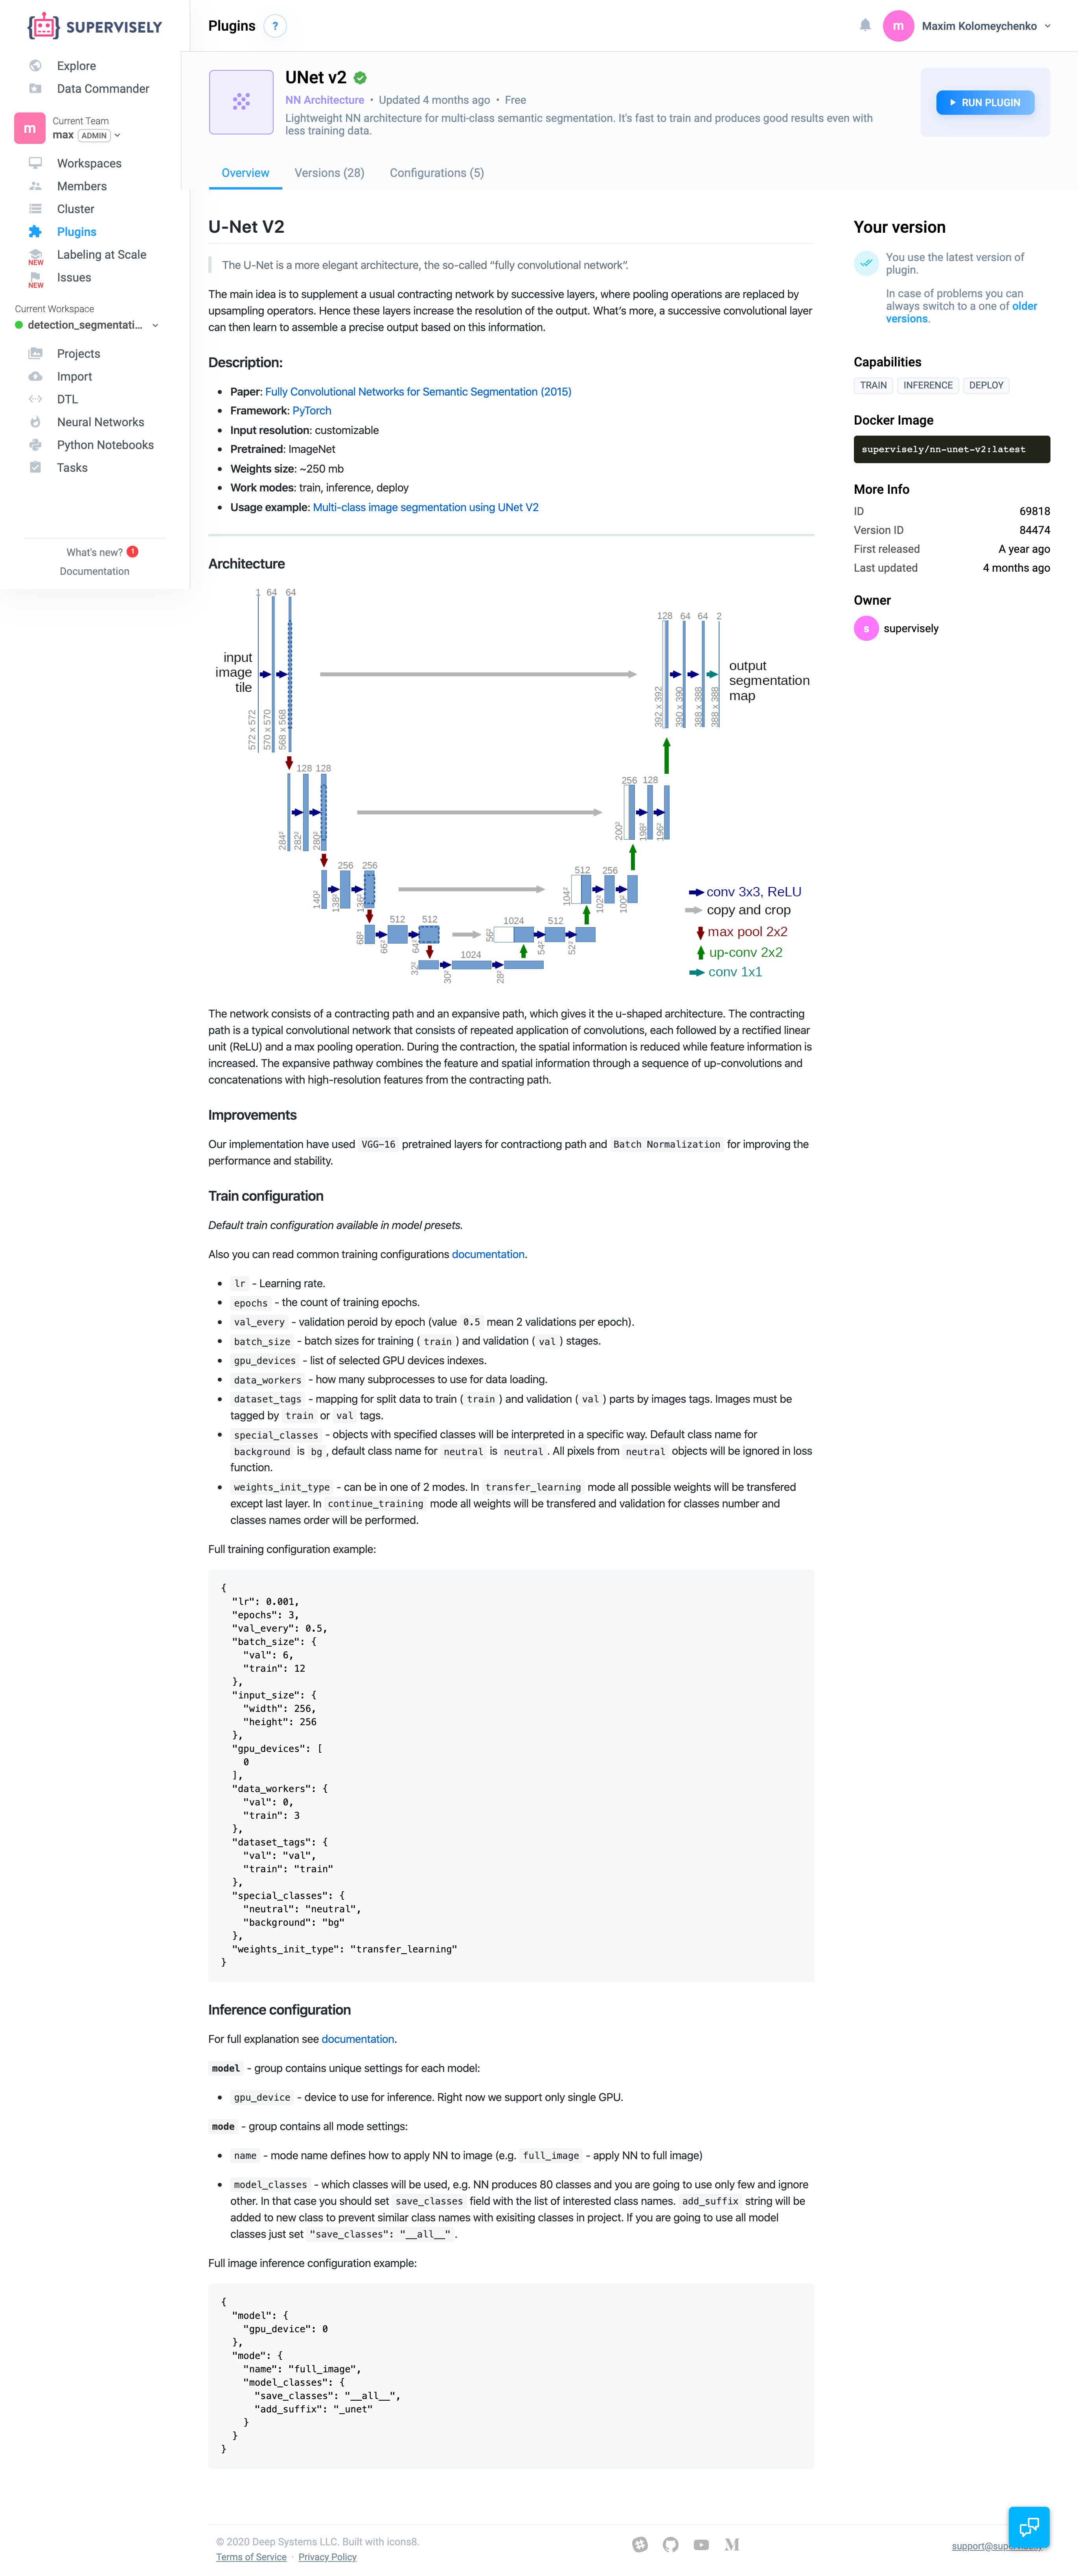 SUPERVISELY
Plugins ?
m Maxim Kolomeychenko
Explore
Data Commander
Current Team
m max ADMIN
Workspaces
Members
Cluster
Plugins
Labeling at Scale
NEW
Issues
NEW
Current Workspace
detection_segmentati...
Projects
Import
DTL
Neural Networks
Python Notebooks
Tasks
What's new? 1
Documentation
UNet v2
NN Architecture • Updated 4 months ago • Free
Lightweight NN architecture for multi-class semantic segmentation. It's fast to train and produces good results even with
less training data.
RUN PLUGIN
Overview Versions (28) Configurations (5)
U-Net V2
The U-Net is a more elegant architecture, the so-called “fully convolutional network”.
The main idea is to supplement a usual contracting network by successive layers, where pooling operations are replaced by
upsampling operators. Hence these layers increase the resolution of the output. What’s more, a successive convolutional layer
can then learn to assemble a precise output based on this information.
Description:
• Paper: Fully Convolutional Networks for Semantic Segmentation (2015)
• Framework: PyTorch
• Input resolution: customizable
• Pretrained: ImageNet
• Weights size: ~250 mb
• Work modes: train, inference, deploy
• Usage example: Multi-class image segmentation using UNet V2
Architecture
1 64 64
128 64 64 2
input
image
tile
output
segmentation
map
572 x 572
570 x 570
568 x 568
392 x 392
390 x 390
388 x 388
388 x 388
128 128
256 128
284²
282²
280²
200²
198²
196²
256 256
512 256
140²
138²
136²
104²
102²
100²
512 512
1024 512
68²
66²
64²
56²
54²
52²
1024
32²
30²
28²
conv 3x3, ReLU
copy and crop
max pool 2x2
up-conv 2x2
conv 1x1
The network consists of a contracting path and an expansive path, which gives it the u-shaped architecture. The contracting
path is a typical convolutional network that consists of repeated application of convolutions, each followed by a rectified linear
unit (ReLU) and a max pooling operation. During the contraction, the spatial information is reduced while feature information is
increased. The expansive pathway combines the feature and spatial information through a sequence of up-convolutions and
concatenations with high-resolution features from the contracting path.
Improvements
Our implementation have used VGG-16 pretrained layers for contractiong path and Batch Normalization for improving the
performance and stability.
Train configuration
Default train configuration available in model presets.
Also you can read common training configurations documentation.
• lr - Learning rate.
• epochs - the count of training epochs.
• val_every - validation peroid by epoch (value 0.5 mean 2 validations per epoch).
• batch_size - batch sizes for training ( train ) and validation ( val ) stages.
• gpu_devices - list of selected GPU devices indexes.
• data_workers - how many subprocesses to use for data loading.
• dataset_tags - mapping for split data to train ( train ) and validation ( val ) parts by images tags. Images must be
tagged by train or val tags.
• special_classes - objects with specified classes will be interpreted in a specific way. Default class name for
background is bg , default class name for neutral is neutral . All pixels from neutral objects will be ignored in loss
function.
• weights_init_type - can be in one of 2 modes. In transfer_learning mode all possible weights will be transfered
except last layer. In continue_training mode all weights will be transfered and validation for classes number and
classes names order will be performed.
Full training configuration example:
{
"lr": 0.001,
"epochs": 3,
"val_every": 0.5,
"batch_size": {
"val": 6,
"train": 12
},
"input_size": {
"width": 256,
"height": 256
},
"gpu_devices": [
0
],
"data_workers": {
"val": 0,
"train": 3
},
"dataset_tags": {
"val": "val",
"train": "train"
},
"special_classes": {
"neutral": "neutral",
"background": "bg"
},
"weights_init_type": "transfer_learning"
}
Inference configuration
For full explanation see documentation.
model - group contains unique settings for each model:
• gpu_device - device to use for inference. Right now we support only single GPU.
mode - group contains all mode settings:
• name - mode name defines how to apply NN to image (e.g. full_image - apply NN to full image)
• model_classes - which classes will be used, e.g. NN produces 80 classes and you are going to use only few and ignore
other. In that case you should set save_classes field with the list of interested class names. add_suffix string will be
added to new class to prevent similar class names with exisiting classes in project. If you are going to use all model
classes just set "save_classes": "__all__" .
Full image inference configuration example:
{
"model": {
"gpu_device": 0
},
"mode": {
"name": "full_image",
"model_classes": {
"save_classes": "__all__",
"add_suffix": "_unet"
}
}
}
Your version
You use the latest version of
plugin.
In case of problems you can
always switch to a one of older
versions.
Capabilities
TRAIN INFERENCE DEPLOY
Docker Image
supervisely/nn-unet-v2:latest
More Info
ID 69818
Version ID 84474
First released A year ago
Last updated 4 months ago
Owner
s supervisely
© 2020 Deep Systems LLC. Built with icons8.
Terms of Service · Privacy Policy